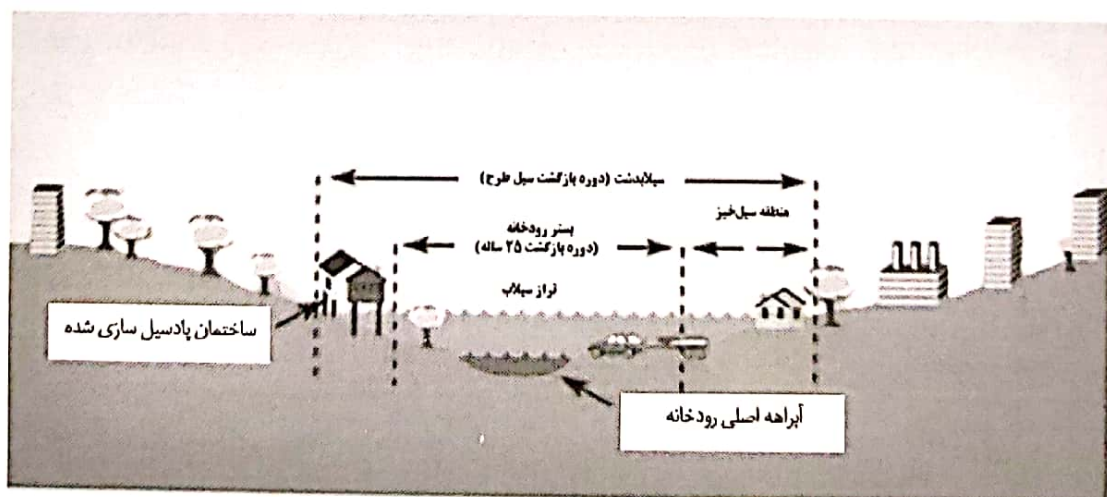 سیلابدشت (دوره بازگشت سیل طرح)
منطقه سیل‌خیز
بستر رودخانه
(دوره بازگشت ۲۵ ساله)
تراز سیلاب
ساختمان پادسیل سازی شده
آبراهه اصلی رودخانه